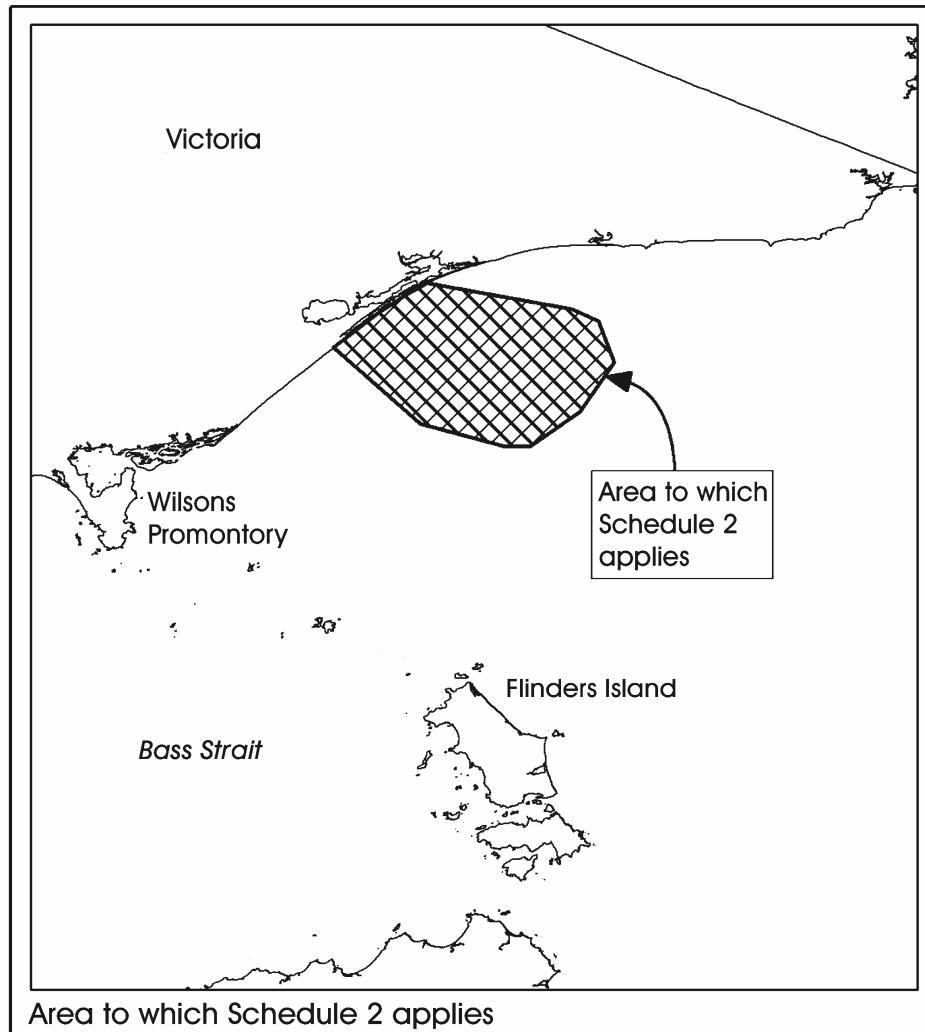 Victoria
Wilsons
Promontory
Area to which
Schedule 2
applies
Flinders Island
Bass Strait
Area to which Schedule 2 applies